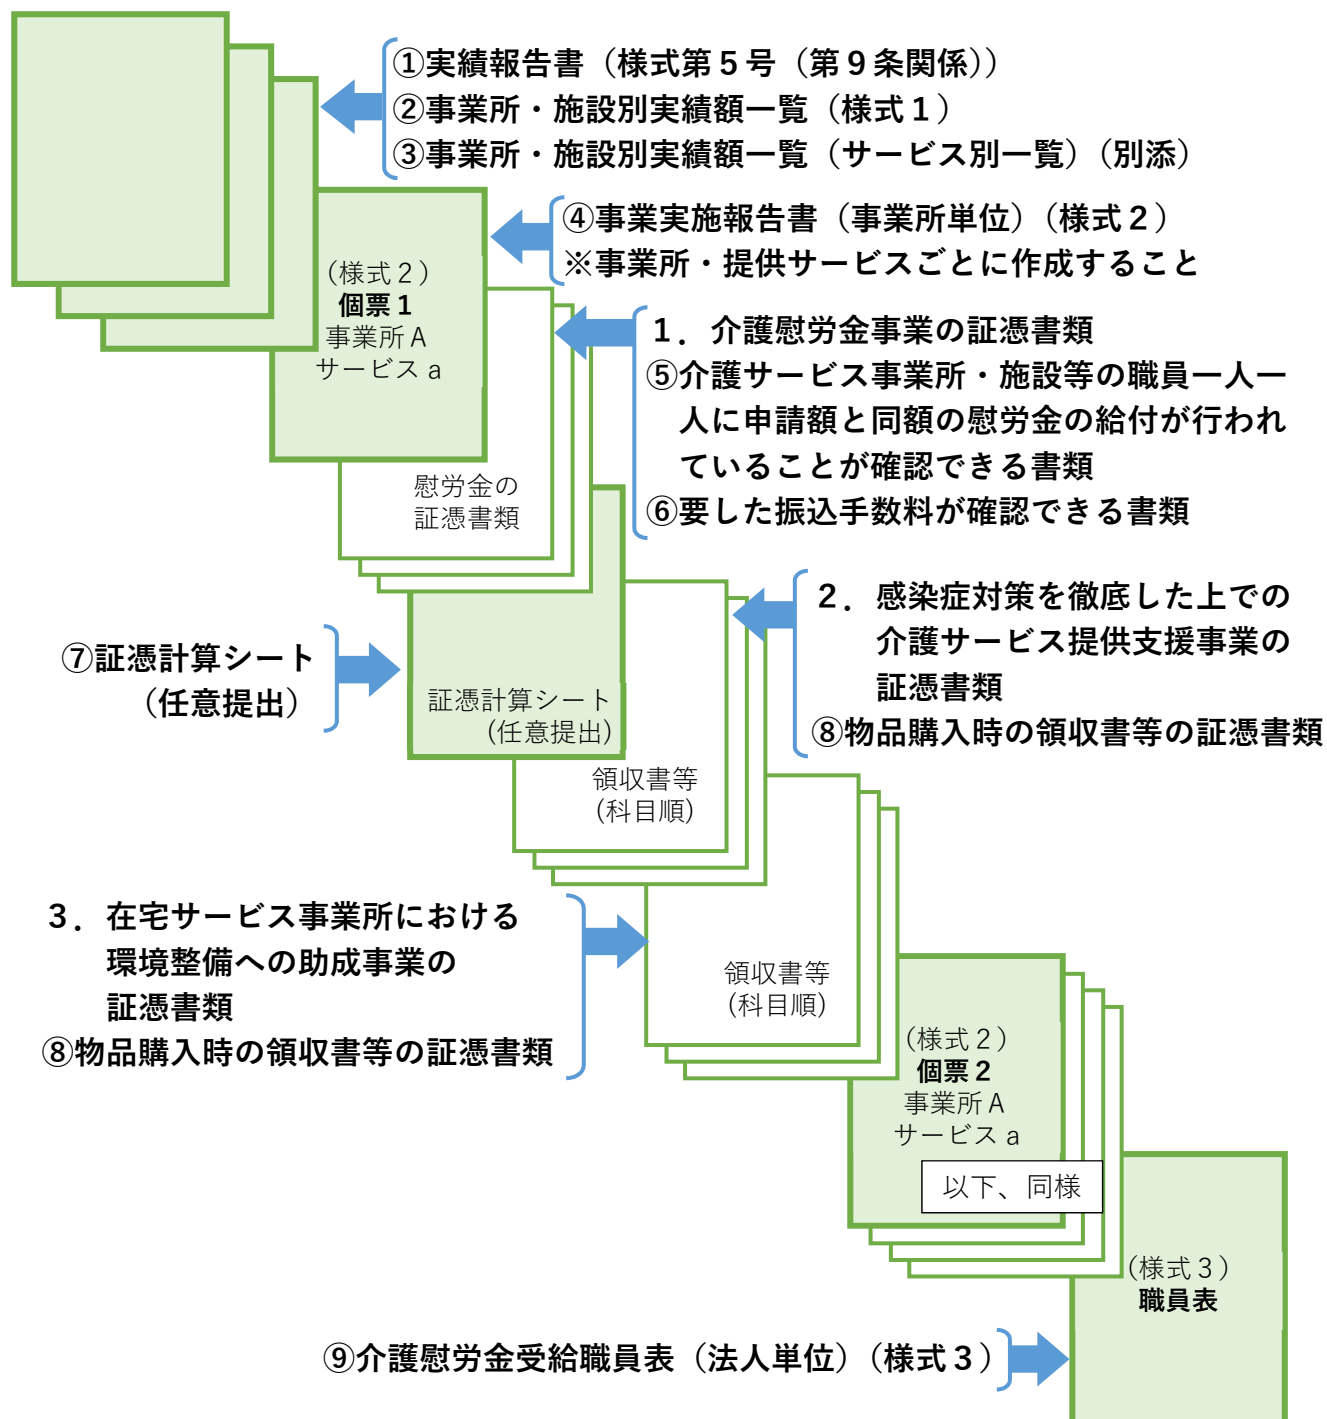 ①実績報告書（様式第５号（第９条関係））
②事業所・施設別実績額一覧（様式１）
③事業所・施設別実績額一覧（サービス別一覧）（別添）
④事業実施報告書（事業所単位）（様式２）
※事業所・提供サービスごとに作成すること
（様式２）
個票１
事業所Ａ
サービスａ
１．介護慰労金事業の証憑書類
⑤介護サービス事業所・施設等の職員一人一
人に申請額と同額の慰労金の給付が行われ
ていることが確認できる書類
⑥要した振込手数料が確認できる書類
慰労金の
証憑書類
２．感染症対策を徹底した上での
介護サービス提供支援事業の
証憑書類
⑧物品購入時の領収書等の証憑書類
⑦証憑計算シート
（任意提出）
証憑計算シート
（任意提出）
領収書等
（科目順）
３．在宅サービス事業所における
環境整備への助成事業の
証憑書類
⑧物品購入時の領収書等の証憑書類
領収書等
（科目順）
（様式２）
個票２
事業所Ａ
サービスａ
以下、同様
（様式３）
職員表
⑨介護慰労金受給職員表（法人単位）（様式３）